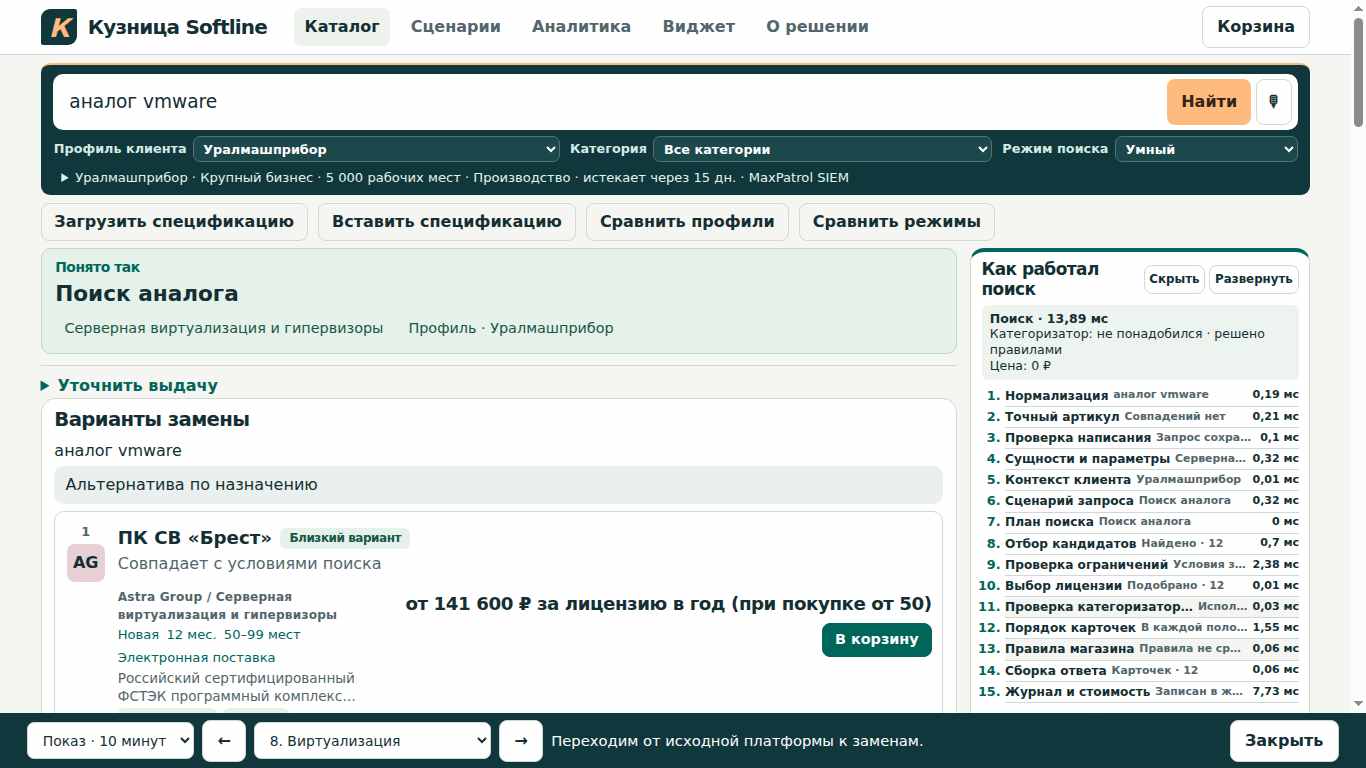 К Кузница Softline Каталог Сценарии Аналитика Виджет О решении Корзина
аналог vmware Найти
Профиль клиента Уралмашприбор Категория Все категории Режим поиска Умный
▶ Уралмашприбор · Крупный бизнес · 5 000 рабочих мест · Производство · истекает через 15 дн. · MaxPatrol SIEM
Загрузить спецификацию Вставить спецификацию Сравнить профили Сравнить режимы
Понято так
Поиск аналога
Серверная виртуализация и гипервизоры Профиль · Уралмашприбор
▶ Уточнить выдачу
Варианты замены
аналог vmware
Альтернатива по назначению
1
AG
ПК СВ «Брест» Близкий вариант
Совпадает с условиями поиска
Astra Group / Серверная
виртуализация и гипервизоры
Новая 12 мес. 50–99 мест
Электронная поставка
Российский сертифицированный
ФСТЭК программный комплекс…
от 141 600 ₽ за лицензию в год (при покупке от 50)
В корзину
Как работал
поиск
Скрыть Развернуть
Поиск · 13,89 мс
Категоризатор: не понадобился · решено
правилами
Цена: 0 ₽
1. Нормализация аналог vmware 0,19 мс
2. Точный артикул Совпадений нет 0,21 мс
3. Проверка написания Запрос сохра… 0,1 мс
4. Сущности и параметры Серверна… 0,32 мс
5. Контекст клиента Уралмашприбор 0,01 мс
6. Сценарий запроса Поиск аналога 0,32 мс
7. План поиска Поиск аналога 0 мс
8. Отбор кандидатов Найдено · 12 0,7 мс
9. Проверка ограничений Условия з… 2,38 мс
10. Выбор лицензии Подобрано · 12 0,01 мс
11. Проверка категоризатор… Испол… 0,03 мс
12. Порядок карточек В каждой поло… 1,55 мс
13. Правила магазина Правила не ср… 0,06 мс
14. Сборка ответа Карточек · 12 0,06 мс
15. Журнал и стоимость Записан в ж… 7,73 мс
Показ · 10 минут ← 8. Виртуализация → Переходим от исходной платформы к заменам. Закрыть